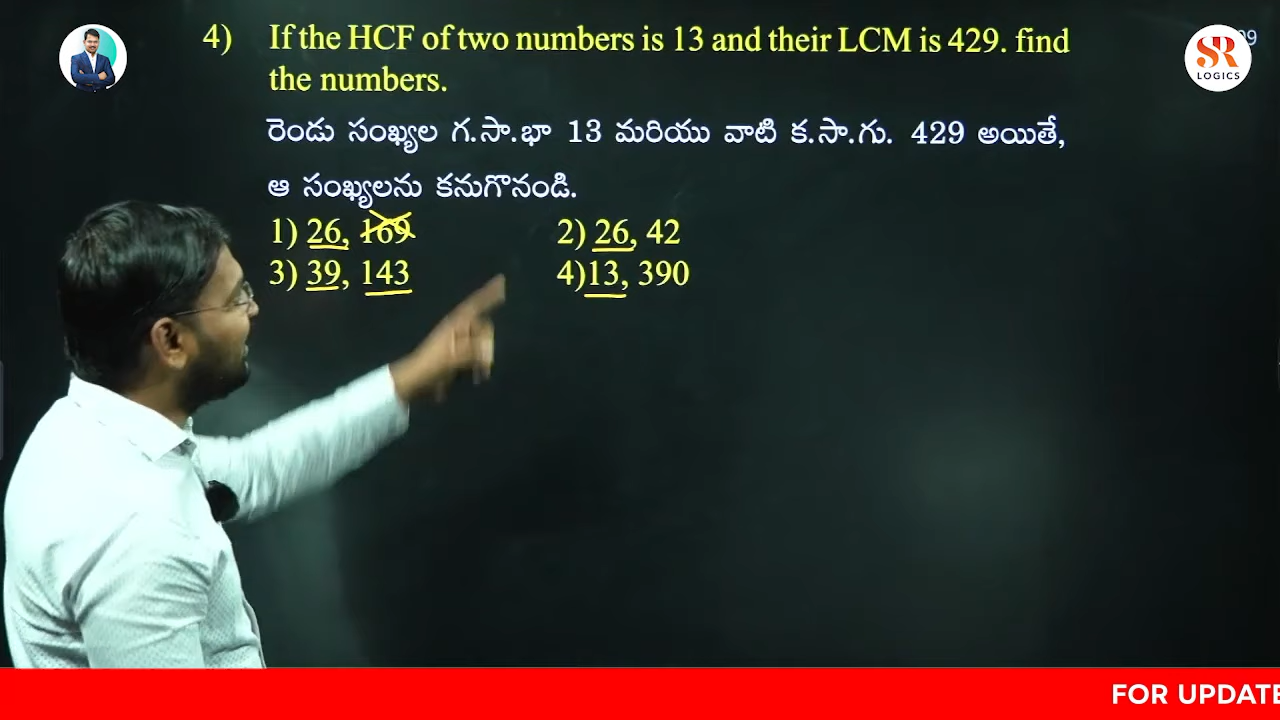 4) If the HCF of two numbers is 13 and their LCM is 429. find
the numbers.
రెండు సంఖ్యల గ.సా.భా 13 మరియు వాటి క.సా.గు. 429 అయితే,
ఆ సంఖ్యలను కనుగొనండి.
1) 26, 169 2) 26, 42
3) 39, 143 4)13, 390
SR
LOGICS
FOR UPDATE